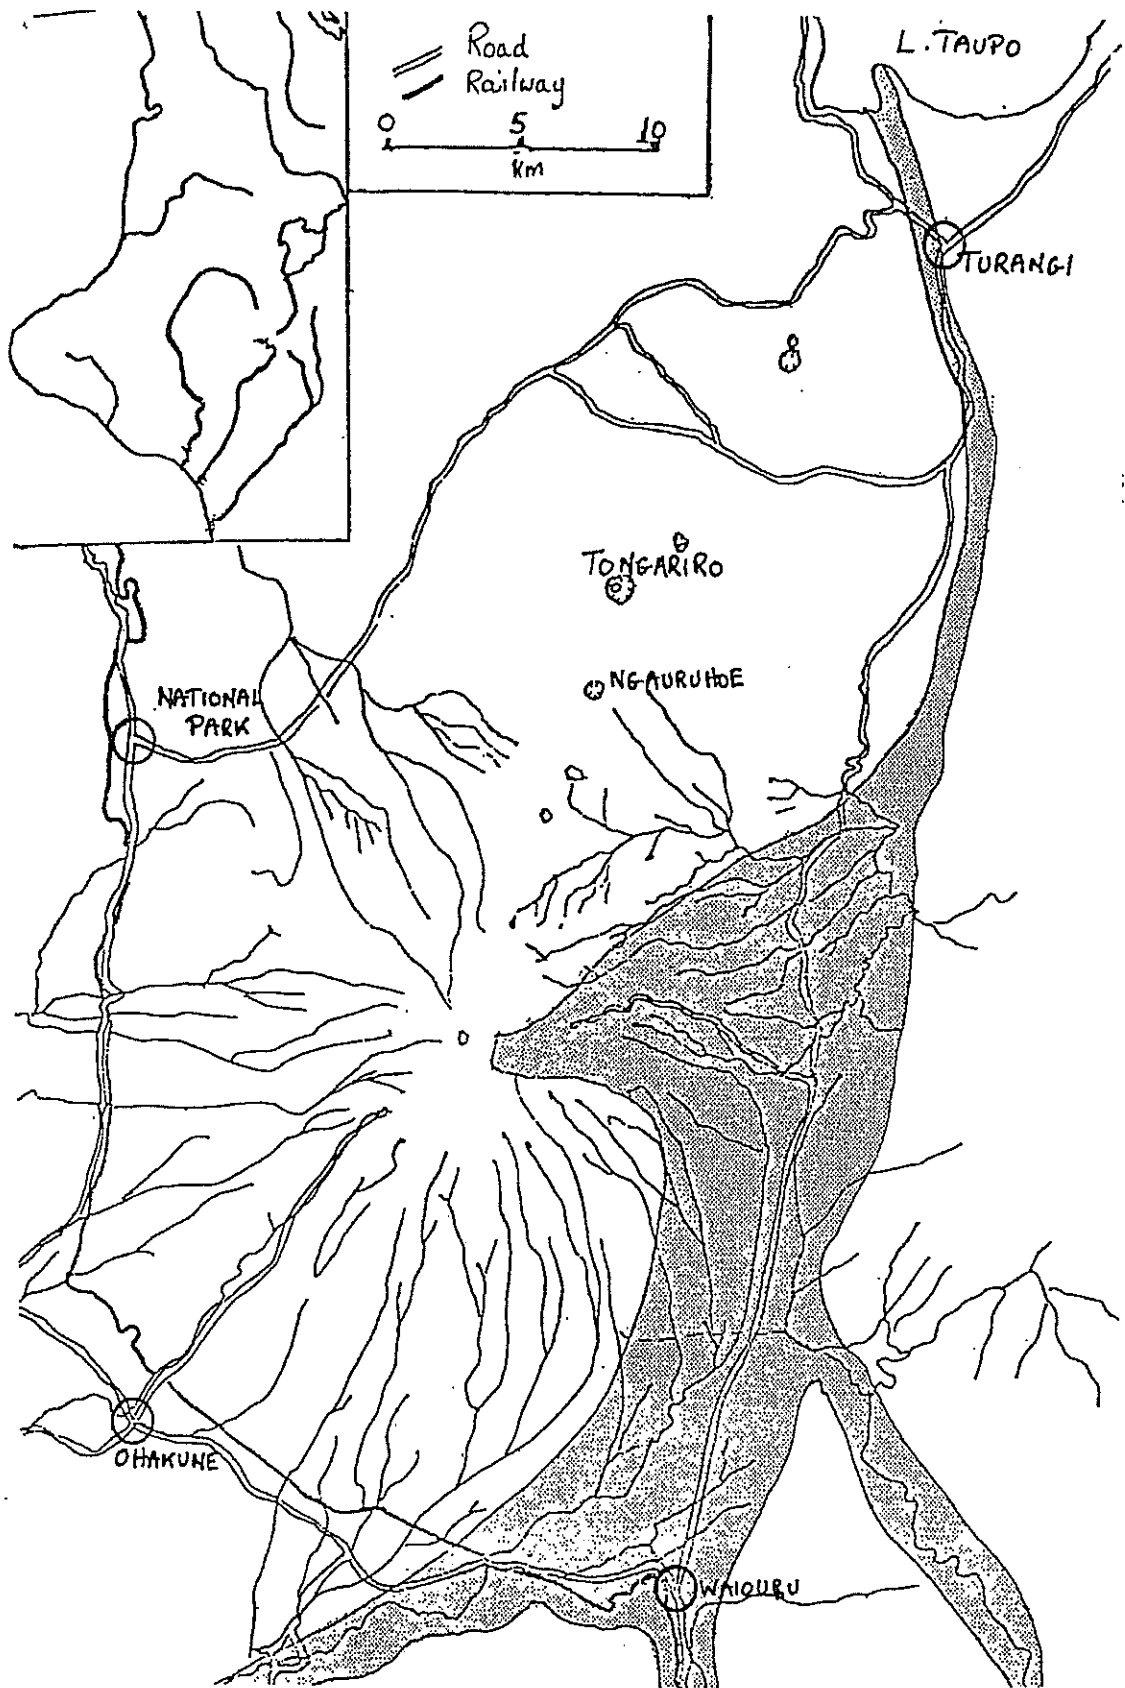 Road
Railway
0 5 10
km
L. TAUPO
TURANGI
TONGARIRO
NGAURUHOE
NATIONAL
PARK
OHAKUNE
WAIOURU